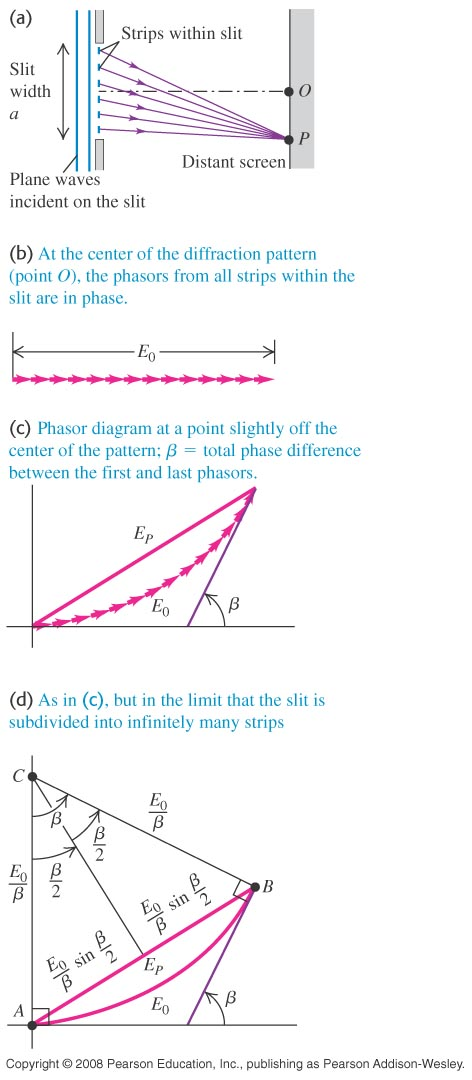 (a)
Strips within slit
Slit
width
a
O
P
Distant screen
Plane waves
incident on the slit
(b) At the center of the diffraction pattern
(point O), the phasors from all strips within the
slit are in phase.
E₀
(c) Phasor diagram at a point slightly off the
center of the pattern; β = total phase difference
between the first and last phasors.
E_P
E₀
β
(d) As in (c), but in the limit that the slit is
subdivided into infinitely many strips
C
β
E₀/β
β/2
E₀/β
β/2
B
E₀/β sin β/2
E₀/β sin β/2
E_P
A
E₀
β
Copyright © 2008 Pearson Education, Inc., publishing as Pearson Addison-Wesley.